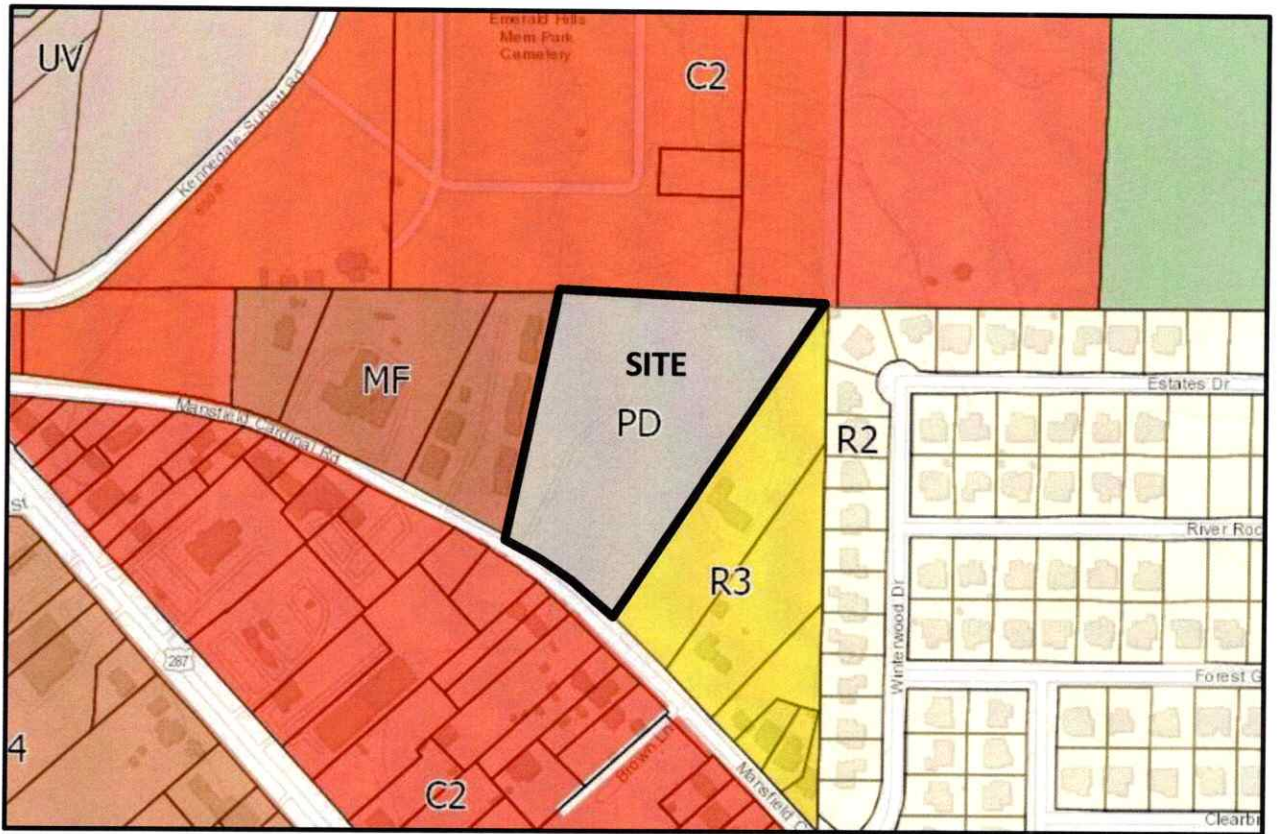 Emerald Hills
Mem Park
Cemetery
UV
C2
Kennedale-Sublett Rd
SITE
PD
MF
Estates Dr
R2
Mansfield Cardinal Rd
St
River Roc
R3
Winterwood Dr
287
Forest G
4
Brown Ln
C2
Mansfield C
Clearbr